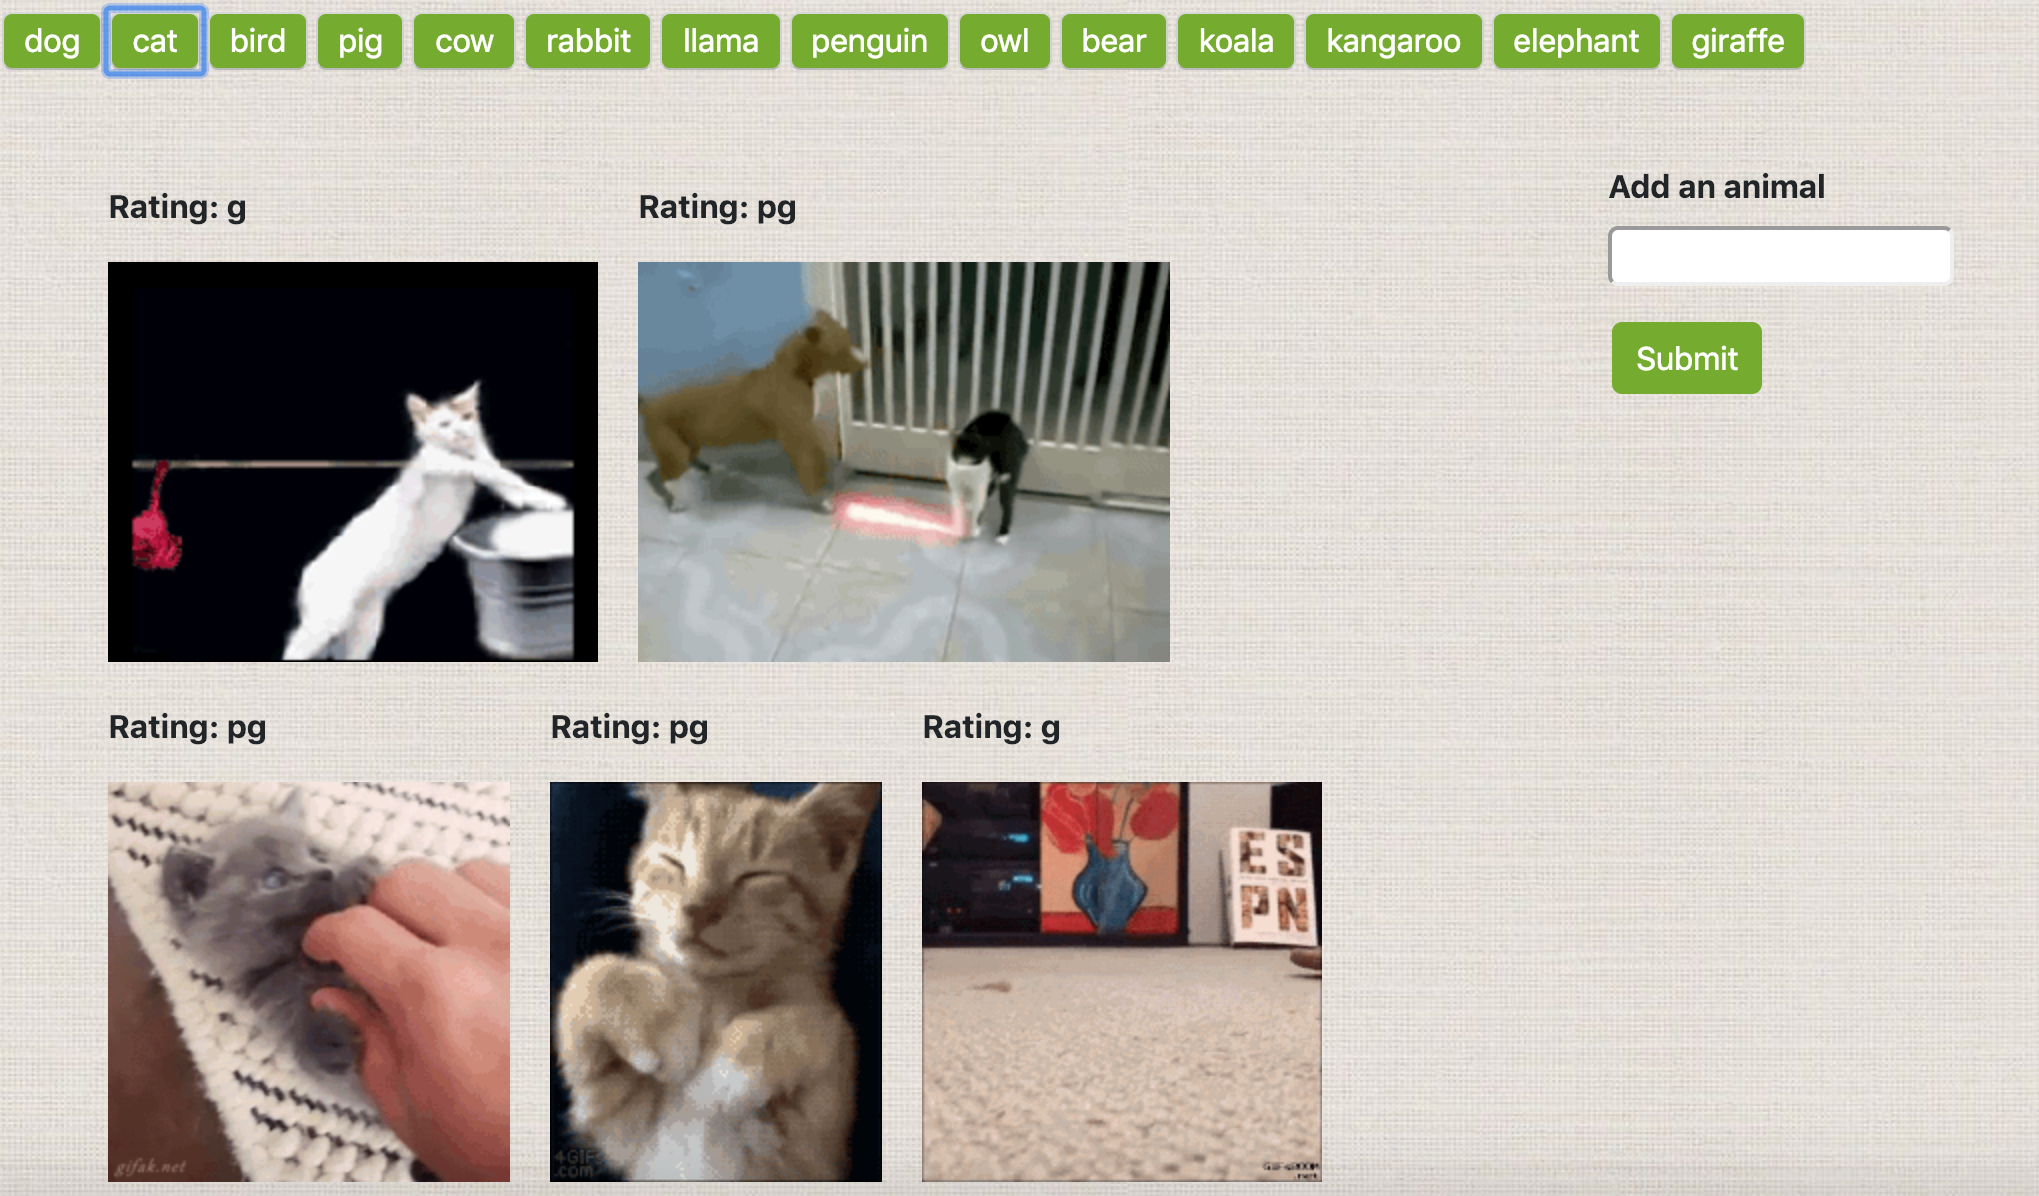 dog cat bird pig cow rabbit llama penguin owl bear koala kangaroo elephant giraffe
Add an animal
Submit
Rating: g Rating: pg
Rating: pg Rating: pg Rating: g
ES
PN
gifak.net
4GIFs
.com